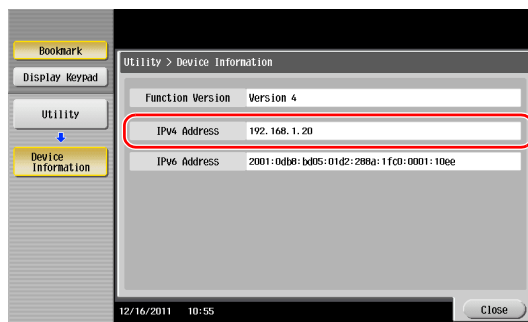 Bookmark
Display Keypad
Utility
Device
Information
Utility > Device Information
Function Version Version 4
IPv4 Address 192.168.1.20
IPv6 Address 2001:0db8:bd05:01d2:288a:1fc0:0001:10ee
12/16/2011 10:55
Close